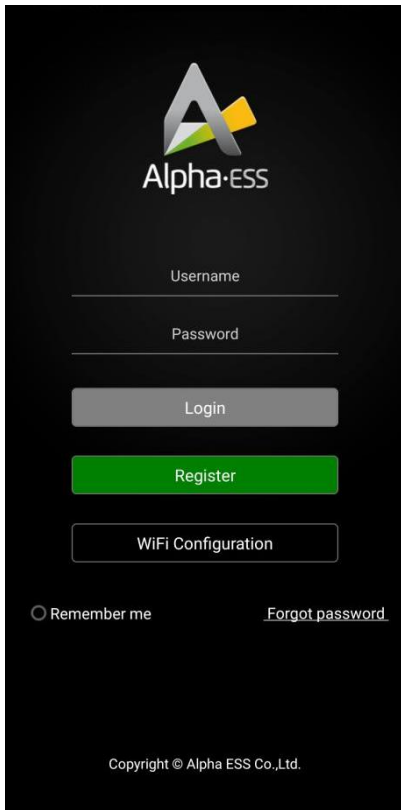 Alpha·ESS
Username
Password
Login
Register
WiFi Configuration
Remember me Forgot password
Copyright © Alpha ESS Co.,Ltd.